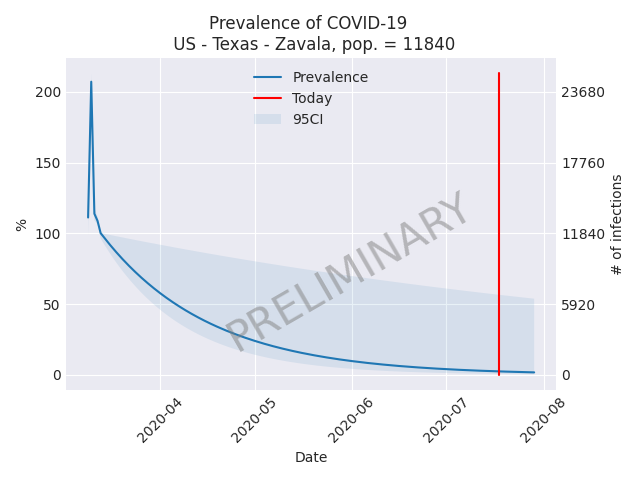 Prevalence of COVID-19
US - Texas - Zavala, pop. = 11840
Prevalence
Today
95CI
200
150
100
50
0
%
23680
17760
11840
5920
0
# of infections
PRELIMINARY
2020-04
2020-05
2020-06
2020-07
2020-08
Date